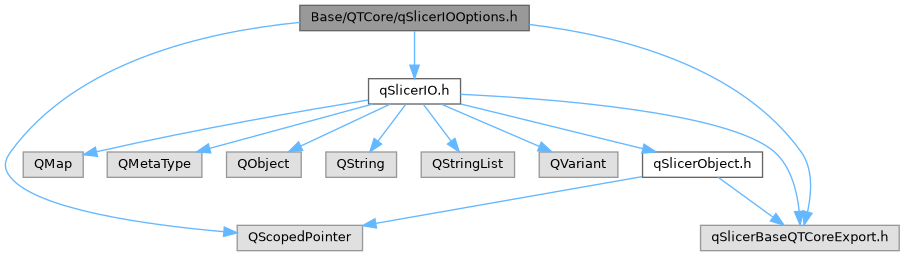 Base/QTCore/qSlicerIOOptions.h
qSlicerIO.h
QMap
QMetaType
QObject
QString
QStringList
QVariant
qSlicerObject.h
QScopedPointer
qSlicerBaseQTCoreExport.h